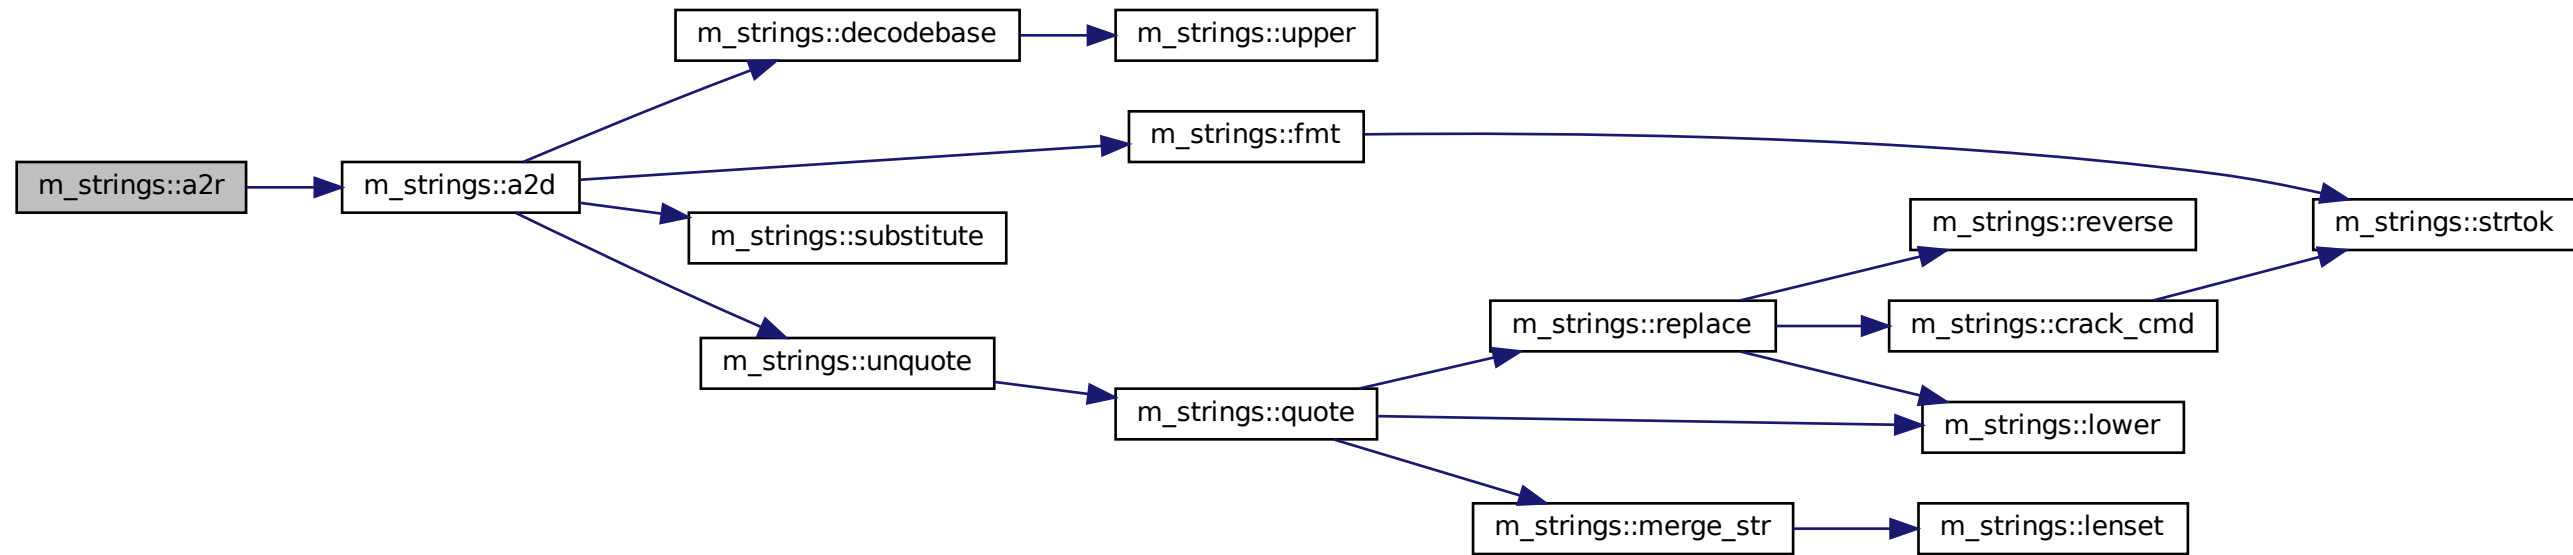 m_strings::decodebase
m_strings::upper
m_strings::fmt
m_strings::a2r
m_strings::a2d
m_strings::substitute
m_strings::reverse
m_strings::strtok
m_strings::replace
m_strings::crack_cmd
m_strings::unquote
m_strings::quote
m_strings::lower
m_strings::merge_str
m_strings::lenset